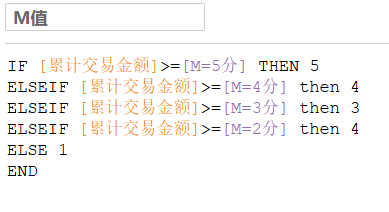 M值
IF [累计交易金额]>=[M=5分] THEN 5
ELSEIF [累计交易金额]>=[M=4分] then 4
ELSEIF [累计交易金额]>=[M=3分] then 3
ELSEIF [累计交易金额]>=[M=2分] then 4
ELSE 1
END